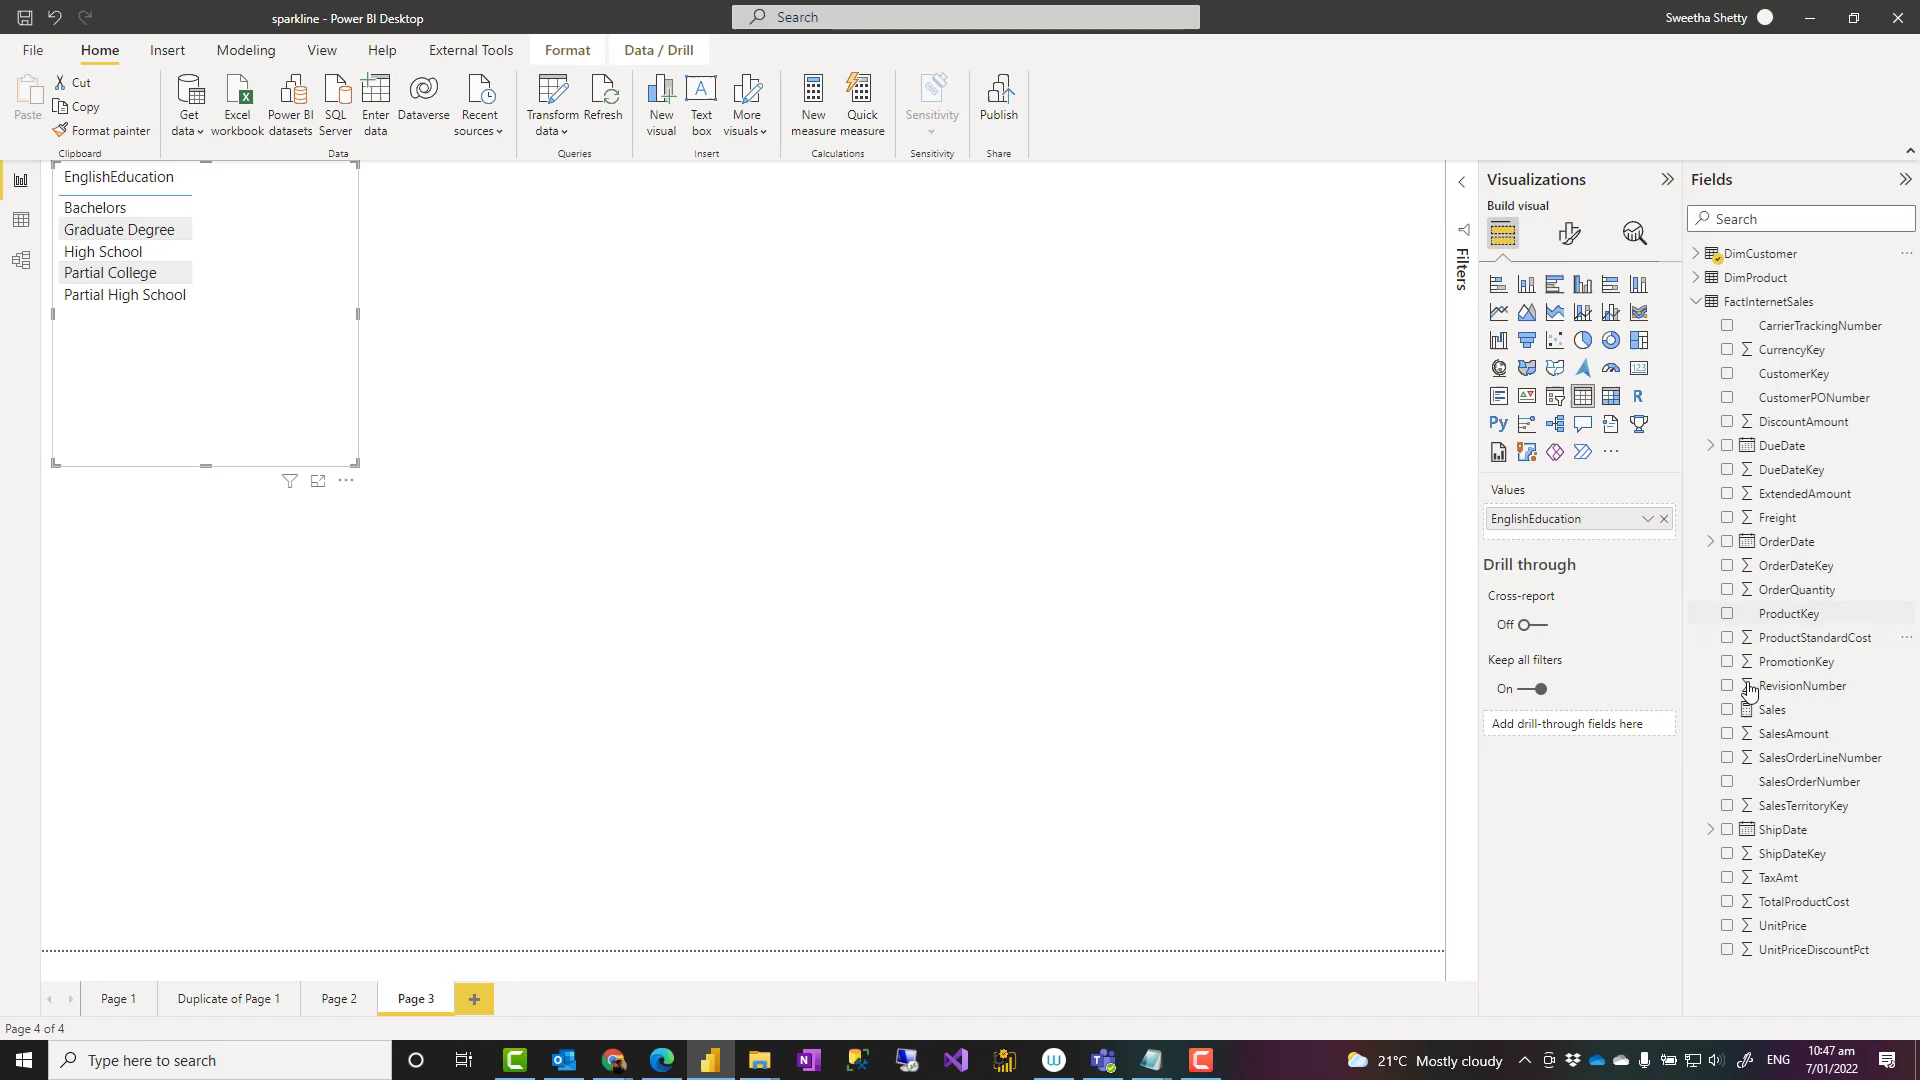 sparkline - Power BI Desktop
Search
Sweetha Shetty
File
Home
Insert
Modeling
View
Help
External Tools
Format
Data / Drill
Paste
Cut
Copy
Format painter
Clipboard
Get data
Excel workbook
Power BI datasets
SQL Server
Enter data
Dataverse
Recent sources
Data
Transform data
Refresh
Queries
New visual
Text box
More visuals
Insert
New measure
Quick measure
Calculations
Sensitivity
Sensitivity
Publish
Share
EnglishEducation
Bachelors
Graduate Degree
High School
Partial College
Partial High School
Filters
Visualizations
Build visual
123
R
Py
Values
EnglishEducation
Drill through
Cross-report
Off
Keep all filters
On
Add drill-through fields here
Fields
Search
DimCustomer
DimProduct
FactInternetSales
CarrierTrackingNumber
CurrencyKey
CustomerKey
CustomerPONumber
DiscountAmount
DueDate
DueDateKey
ExtendedAmount
Freight
OrderDate
OrderDateKey
OrderQuantity
ProductKey
ProductStandardCost
PromotionKey
RevisionNumber
Sales
SalesAmount
SalesOrderLineNumber
SalesOrderNumber
SalesTerritoryKey
ShipDate
ShipDateKey
TaxAmt
TotalProductCost
UnitPrice
UnitPriceDiscountPct
Page 1
Duplicate of Page 1
Page 2
Page 3
Page 4 of 4
Type here to search
21°C Mostly cloudy
ENG
10:47 am
7/01/2022